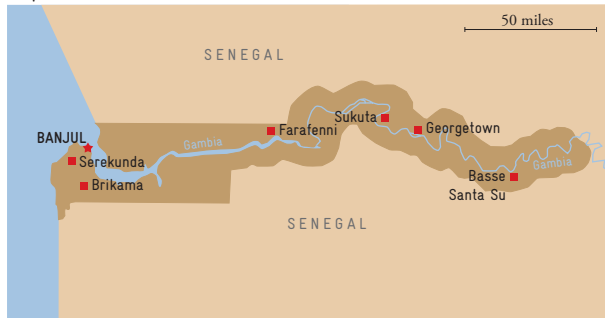 50 miles
SENEGAL
Sukuta
Georgetown
Farafenni
BANJUL
Gambia
Serekunda
Gambia
Brikama
Basse
Santa Su
SENEGAL